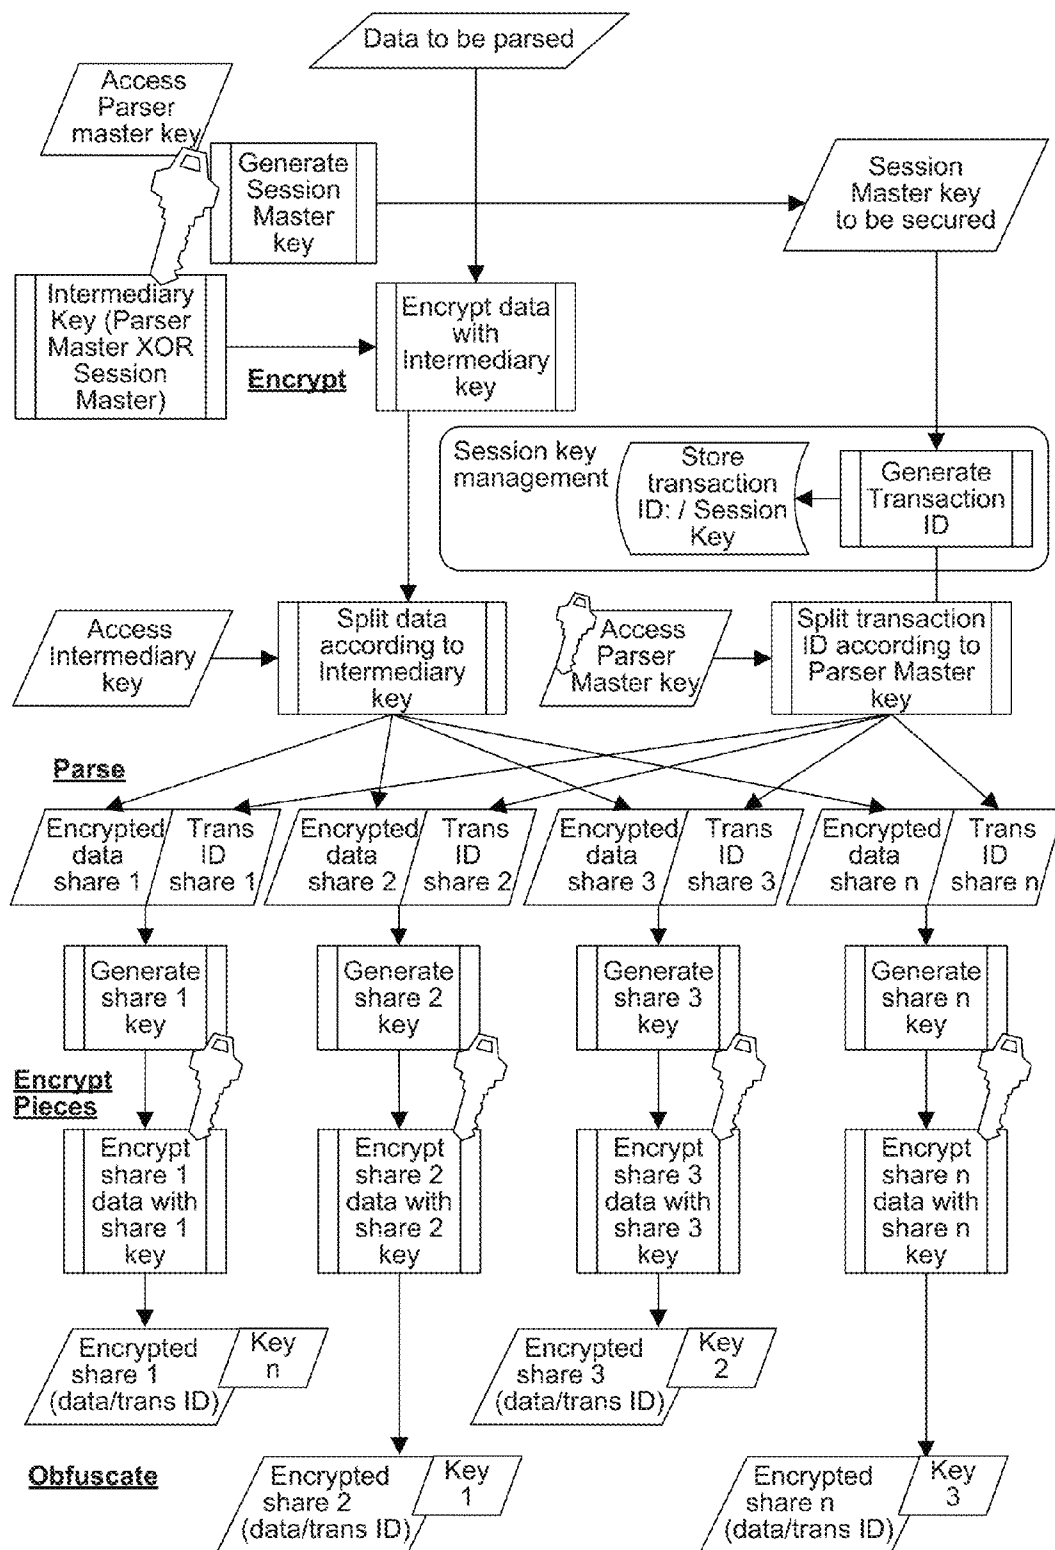 Data to be parsed
Access
Parser
master key
Generate
Session
Master
key
Session
Master key
to be secured
Intermediary
Key (Parser
Master XOR
Session
Master)
Encrypt
Encrypt data
with
Intermediary
key
Session key
management
Store
transaction
ID: / Session
Key
Generate
Transaction
ID
Access
Intermediary
key
Split data
according to
Intermediary
key
Access
Parser
Master key
Split transaction
ID according to
Parser Master
key
Parse
Encrypted
data
share 1
Trans
ID
share 1
Encrypted
data
share 2
Trans
ID
share 2
Encrypted
data
share 3
Trans
ID
share 3
Encrypted
data
share n
Trans
ID
share n
Generate
share 1
key
Generate
share 2
key
Generate
share 3
key
Generate
share n
key
Encrypt
Pieces
Encrypt
share 1
data with
share 1
key
Encrypt
share 2
data with
share 2
key
Encrypt
share 3
data with
share 3
key
Encrypt
share n
data with
share n
key
Encrypted
share 1
(data/trans ID)
Key
n
Encrypted
share 3
(data/trans ID)
Key
2
Obfuscate
Encrypted
share 2
(data/trans ID)
Key
1
Encrypted
share n
(data/trans ID)
Key
3